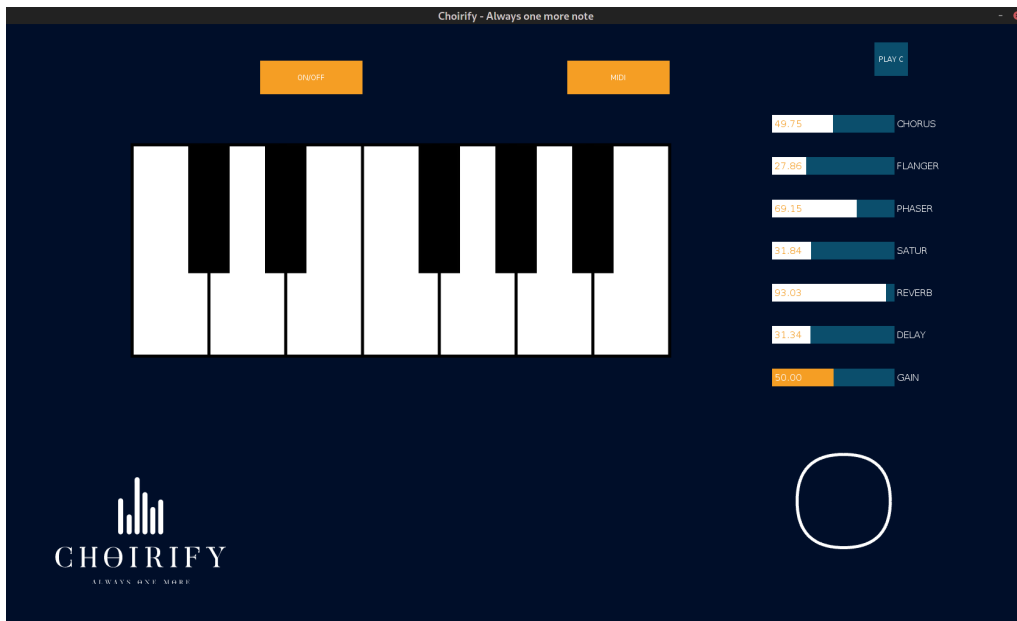 Choirify - Always one more note
PLAY C
ON/OFF
MIDI
49.75 CHORUS
27.86 FLANGER
69.15 PHASER
31.84 SATUR
93.03 REVERB
31.34 DELAY
50.00 GAIN
CHOIRIFY
ALWAYS ONE MORE